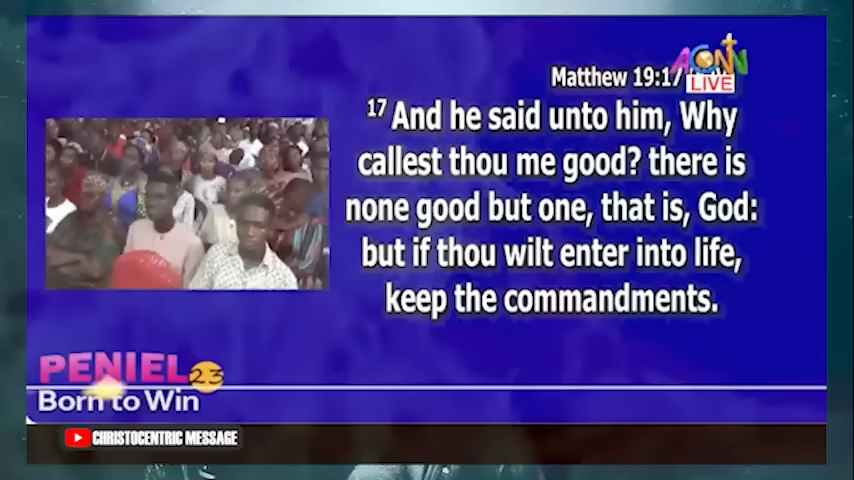 Matthew 19:17
ACNN
LIVE
17 And he said unto him, Why
callest thou me good? there is
none good but one, that is, God:
but if thou wilt enter into life,
keep the commandments.
PENIEL 23
Born to Win
CHRISTOCENTRIC MESSAGE